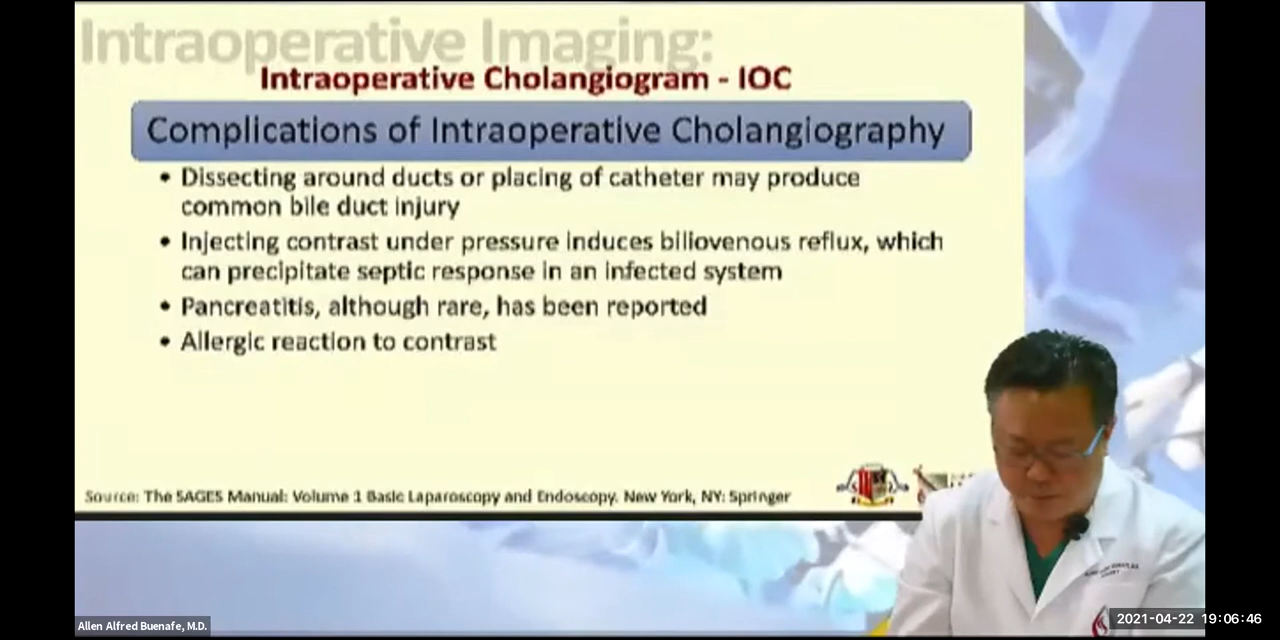 Intraoperative Imaging:
Intraoperative Cholangiogram - IOC
Complications of Intraoperative Cholangiography
• Dissecting around ducts or placing of catheter may produce
common bile duct injury
• Injecting contrast under pressure induces biliovenous reflux, which
can precipitate septic response in an infected system
• Pancreatitis, although rare, has been reported
• Allergic reaction to contrast
Source: The SAGES Manual: Volume 1 Basic Laparoscopy and Endoscopy. New York, NY: Springer
Allen Alfred Buenafe, M.D.
2021-04-22 19:06:46